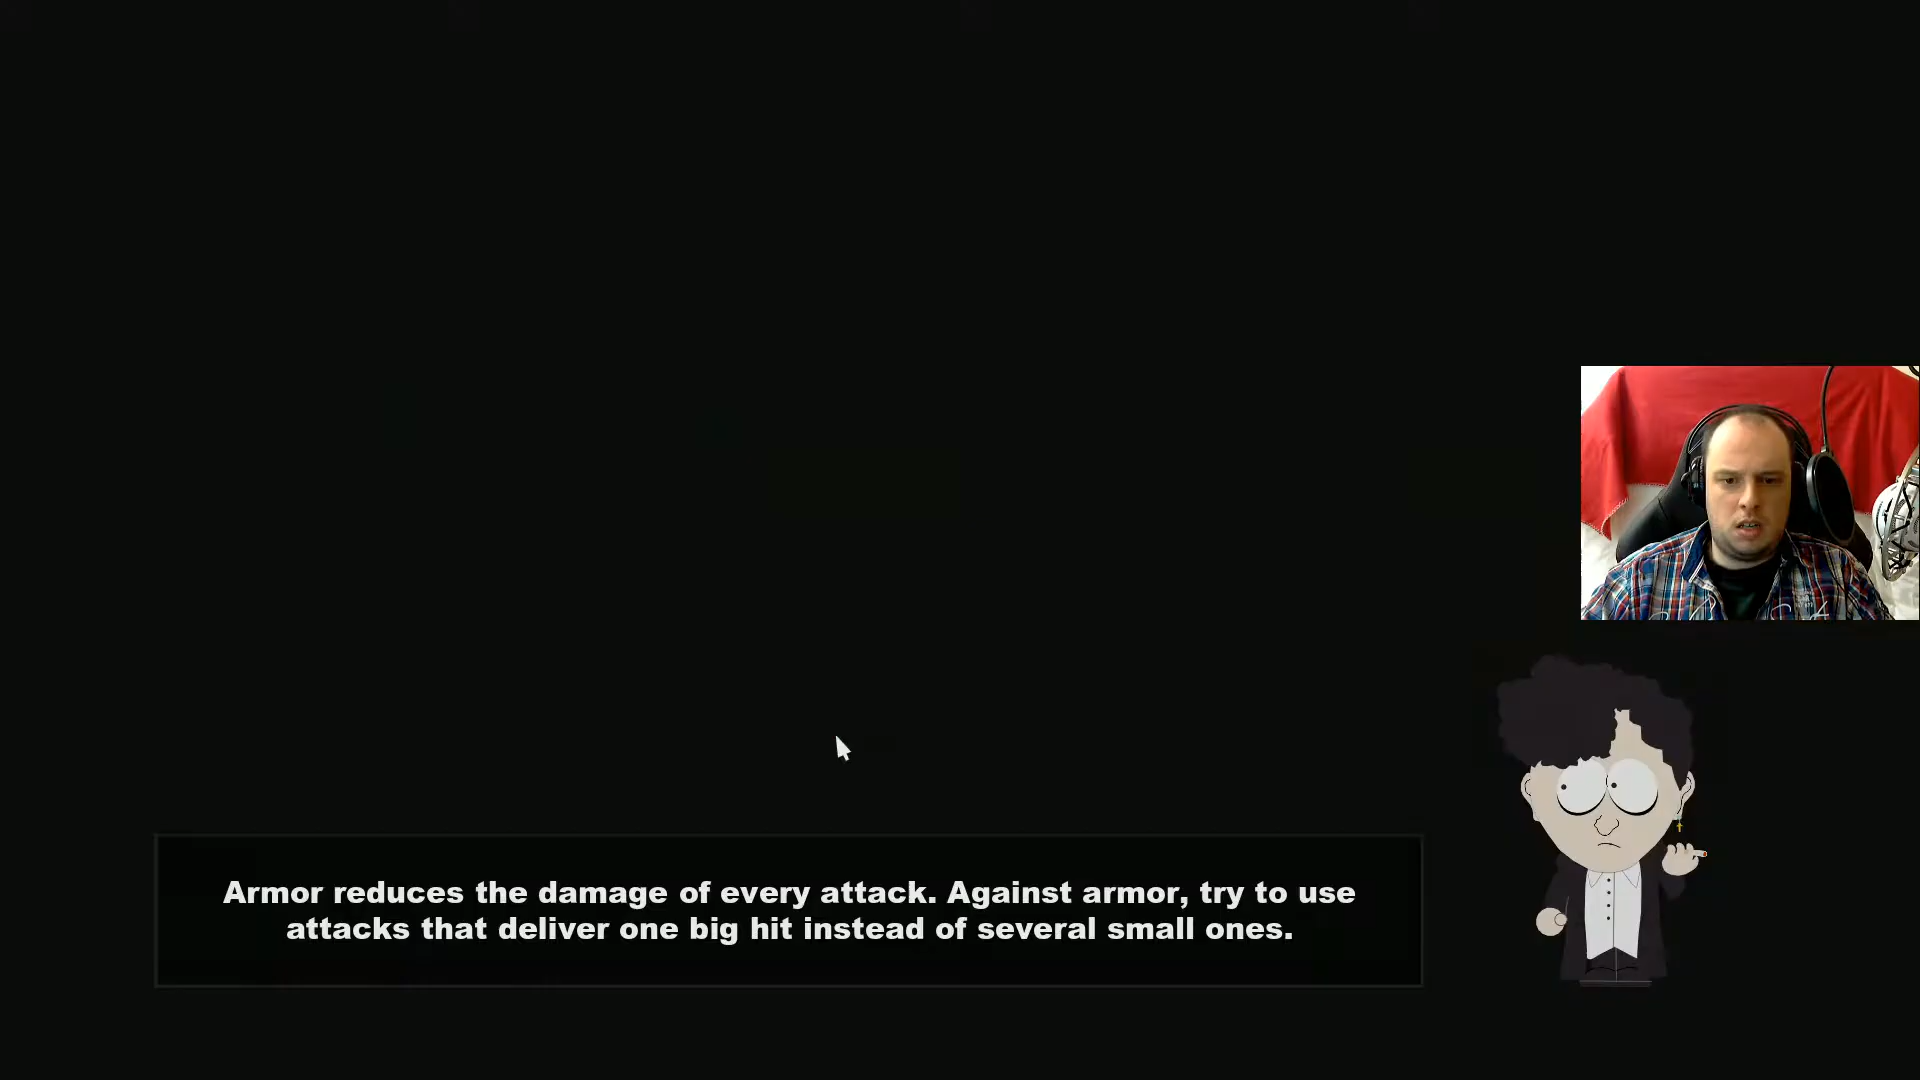 Armor reduces the damage of every attack. Against armor, try to use
attacks that deliver one big hit instead of several small ones.